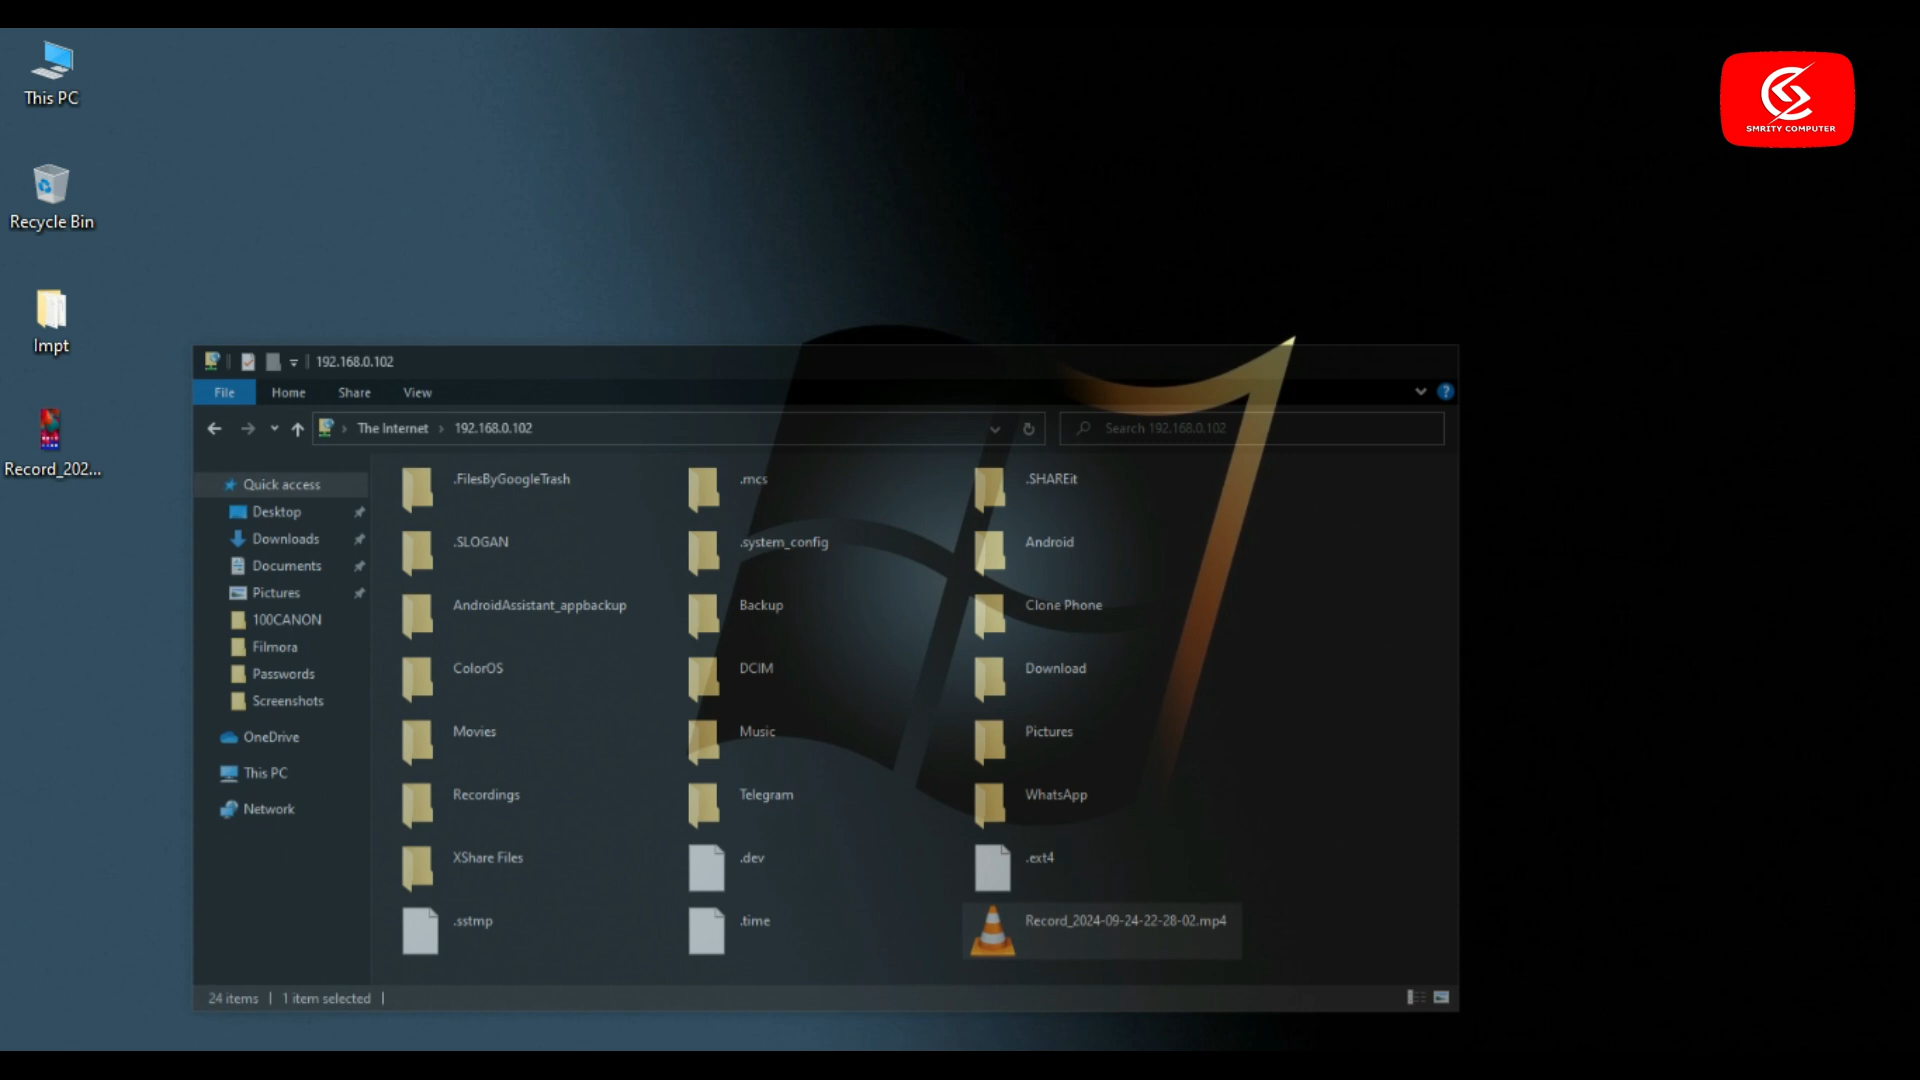 This PC
SMRITY COMPUTER
Recycle Bin
Impt
Record_202...
192.168.0.102
File Home Share View
?
The Internet 192.168.0.102
Search 192.168.0.102
Quick access
Desktop
Downloads
Documents
Pictures
100CANON
Filmora
Passwords
Screenshots
OneDrive
This PC
Network
.FilesByGoogleTrash .mcs .SHAREit
.SLOGAN .system_config Android
AndroidAssistant_appbackup Backup Clone Phone
ColorOS DCIM Download
Movies Music Pictures
Recordings Telegram WhatsApp
XShare Files .dev .ext4
.sstmp .time Record_2024-09-24-22-28-02.mp4
24 items 1 item selected